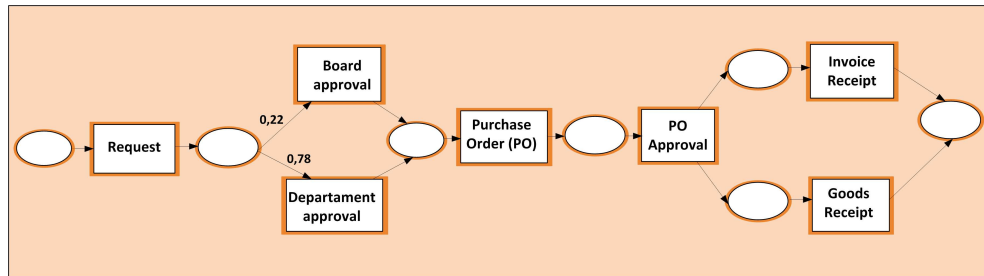 Request
0,22
0,78
Board
approval
Departament
approval
Purchase
Order (PO)
PO
Approval
Invoice
Receipt
Goods
Receipt